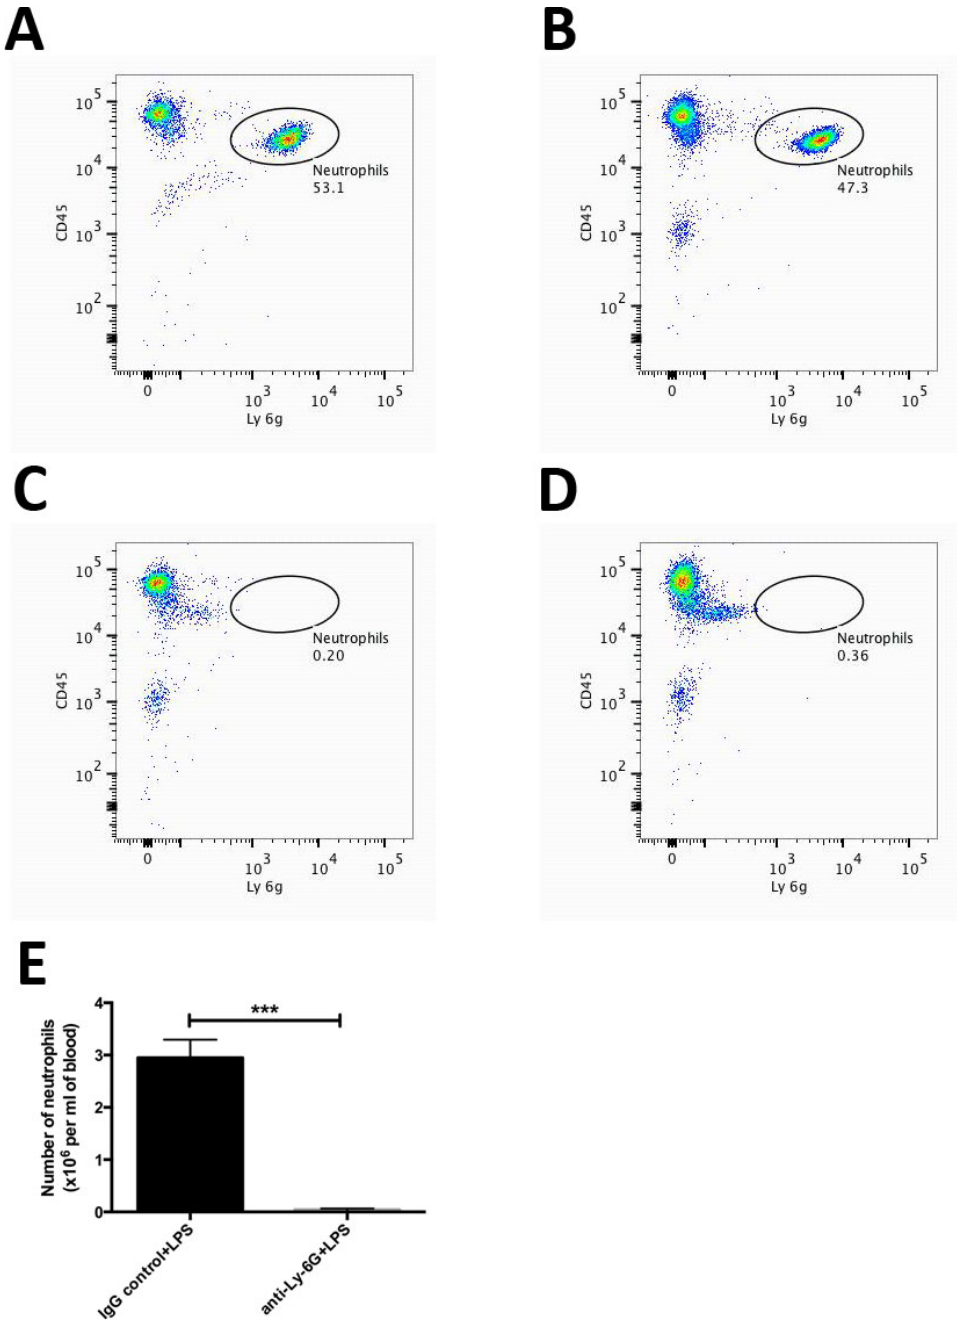 A
B
10^5
10^4
10^3
10^2
CD45
Neutrophils
53.1
0
10^3
10^4
10^5
Ly 6g
10^5
10^4
10^3
10^2
CD45
Neutrophils
47.3
0
10^3
10^4
10^5
Ly 6g
C
D
10^5
10^4
10^3
10^2
CD45
Neutrophils
0.20
0
10^3
10^4
10^5
Ly 6g
10^5
10^4
10^3
10^2
CD45
Neutrophils
0.36
0
10^3
10^4
10^5
Ly 6g
E
Number of neutrophils
(x10^6 per ml of blood)
4
3
2
1
0
***
IgG control+LPS
anti-Ly-6G+LPS